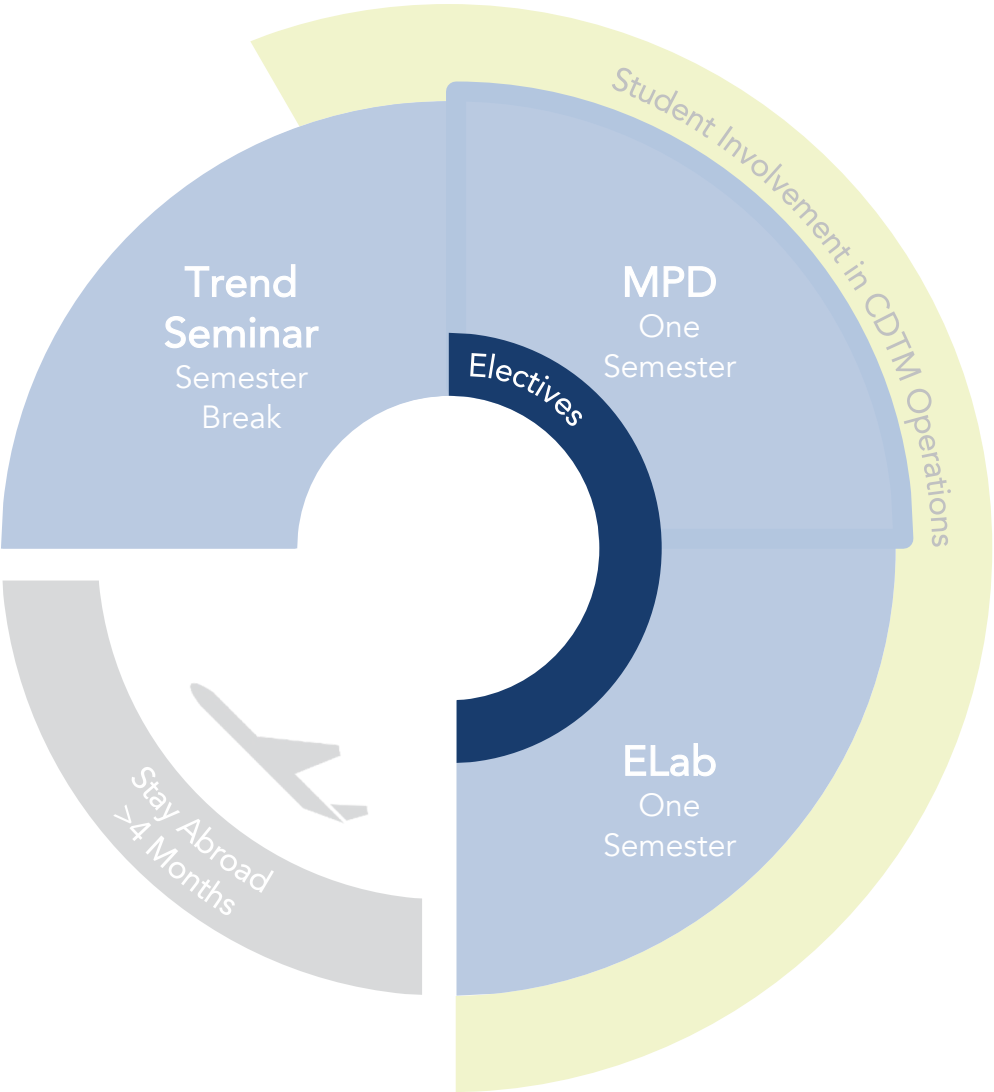 Student Involvement in CDTM Operations
Trend
Seminar
Semester
Break
MPD
One
Semester
Electives
ELab
One
Semester
Stay Abroad
>4 Months